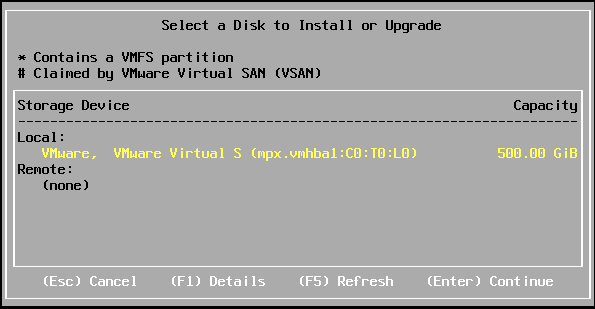 Select a Disk to Install or Upgrade
* Contains a VMFS partition
# Claimed by VMware Virtual SAN (VSAN)
Storage Device Capacity
Local:
VMware,  VMware Virtual S (mpx.vmhba1:C0:T0:L0) 500.00 GiB
Remote:
(none)
(Esc) Cancel (F1) Details (F5) Refresh (Enter) Continue